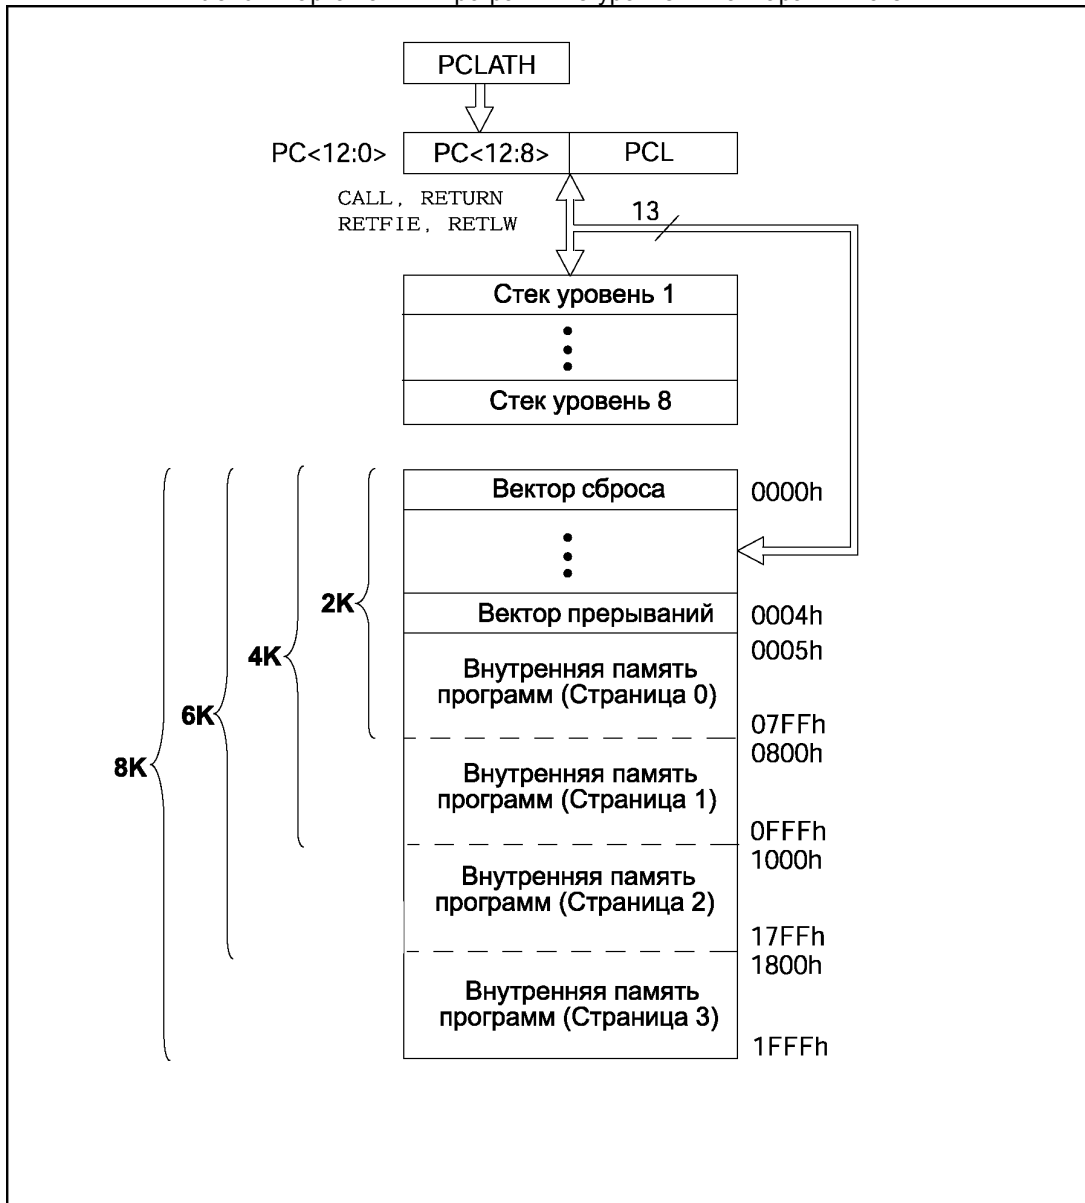 PCLATH
PC<12:0>
PC<12:8>
PCL
CALL, RETURN
RETFIE, RETLW
13
Стек уровень 1
Стек уровень 8
Вектор сброса
0000h
2K
Вектор прерываний
0004h
0005h
4K
Внутренняя память
программ (Страница 0)
6K
07FFh
0800h
8K
Внутренняя память
программ (Страница 1)
0FFFh
1000h
Внутренняя память
программ (Страница 2)
17FFh
1800h
Внутренняя память
программ (Страница 3)
1FFFh